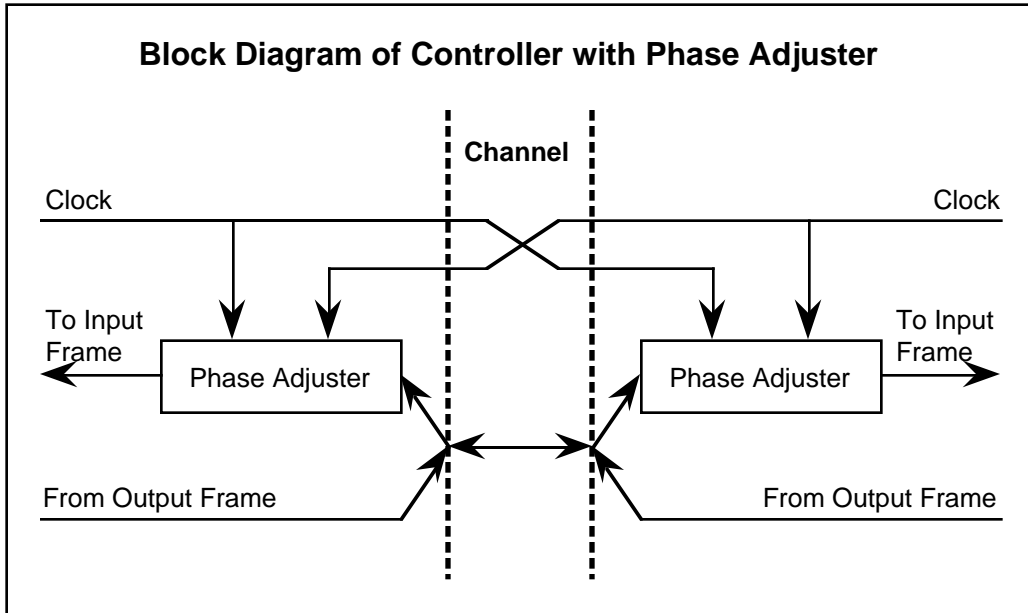 Block Diagram of Controller with Phase Adjuster
Channel
Clock
Clock
To Input
Frame
To Input
Frame
Phase Adjuster
Phase Adjuster
From Output Frame
From Output Frame